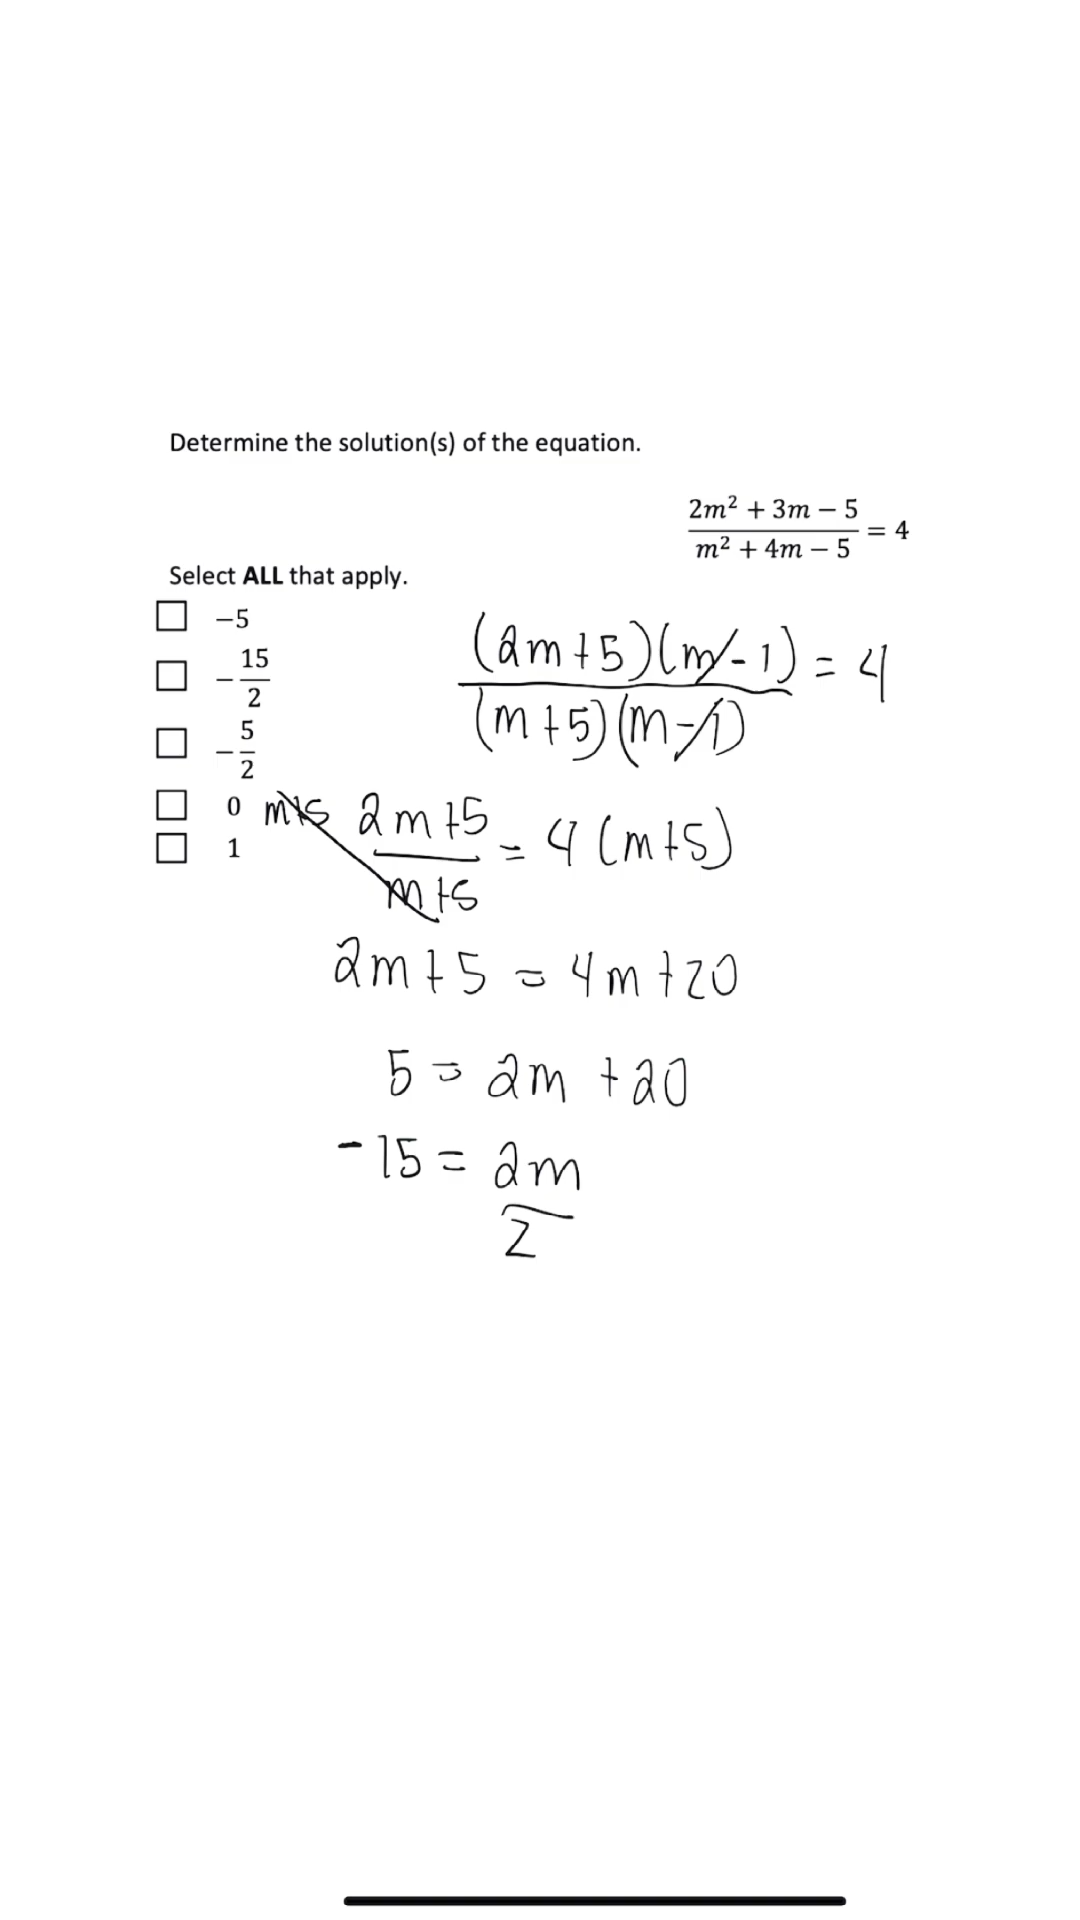 Determine the solution(s) of the equation.
2m² + 3m − 5
———
m² + 4m − 5
= 4
Select ALL that apply.
−5
−15/2
−5/2
0
1
(2m+5)(m-1) = 4
(m+5)(m-1)
m+5 2m+5 = 4(m+5)
m+5
2m+5 = 4m+20
5 = 2m +20
-15 = 2m
2